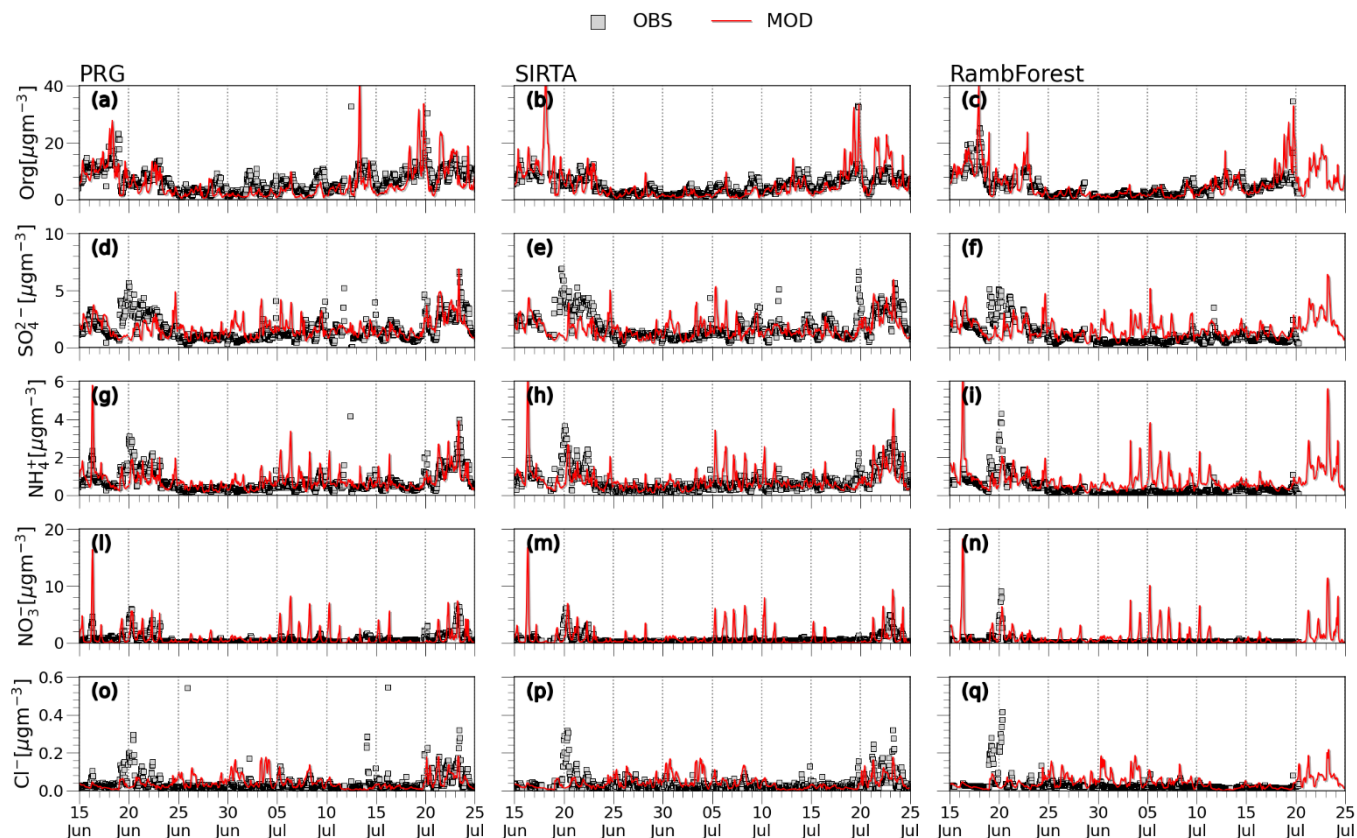 OBS MOD
PRG SIRTA RambForest
(a) (b) (c)
Org[μgm⁻³]
40
20
0
(d) (e) (f)
SO₄²⁻ [μgm⁻³]
10
5
0
(g) (h) (i)
NH₄⁺[μgm⁻³]
6
4
2
0
(l) (m) (n)
NO₃⁻[μgm⁻³]
20
10
0
(o) (p) (q)
Cl⁻[μgm⁻³]
0.6
0.4
0.2
0.0
15 20 25 30 05 10 15 20 25 15 20 25 30 05 10 15 20 25 15 20 25 30 05 10 15 20 25
Jun Jun Jun Jun Jul Jul Jul Jul Jul Jun Jun Jun Jun Jul Jul Jul Jul Jul Jun Jun Jun Jun Jul Jul Jul Jul Jul